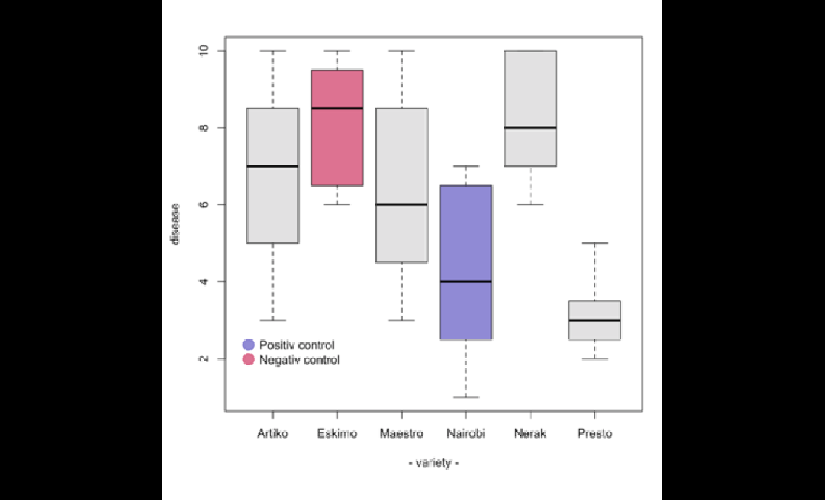 10
8
6
4
2
disease
Positiv control
Negativ control
Artiko Eskimo Maestro Nairobi Nerak Presto
- variety -